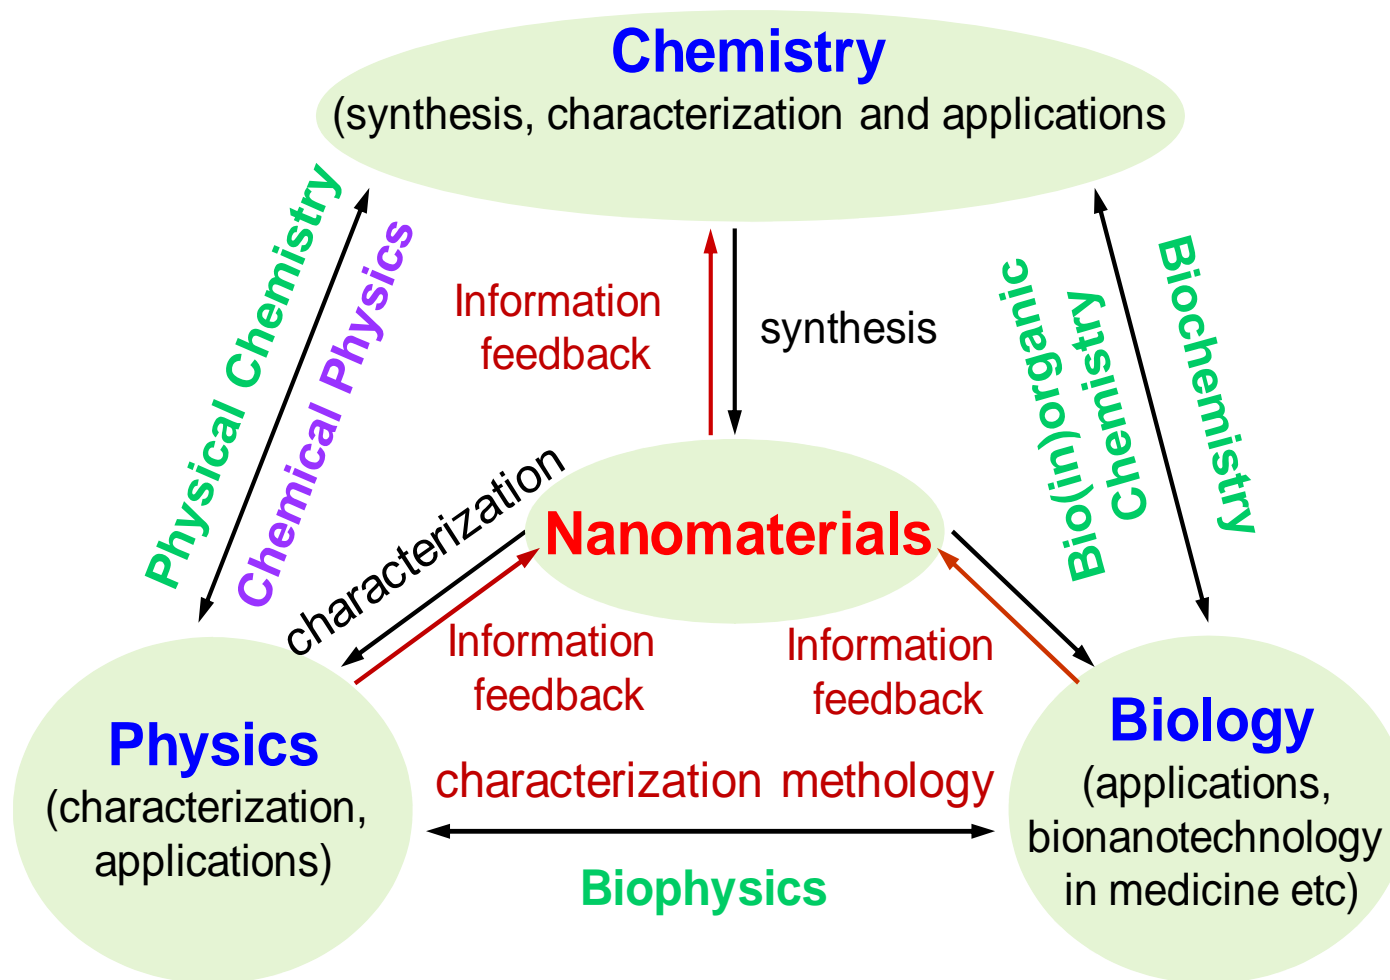 Chemistry
(synthesis, characterization and applications
Physical Chemistry
Chemical Physics
Information
feedback
synthesis
Bio(in)organic
Chemistry
Biochemistry
characterization
Nanomaterials
Information
feedback
Information
feedback
Physics
(characterization,
applications)
characterization methology
Biophysics
Biology
(applications,
bionanotechnology
in medicine etc)